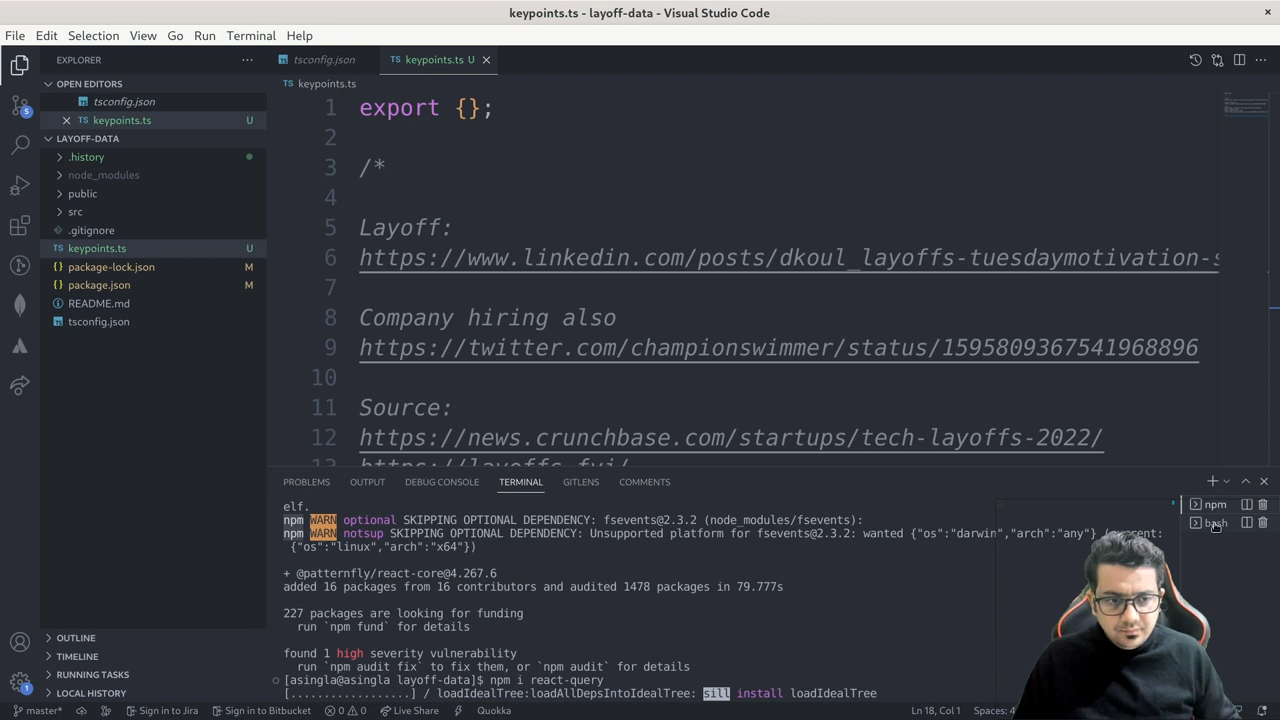 keypoints.ts - layoff-data - Visual Studio Code
File Edit Selection View Go Run Terminal Help
EXPLORER
OPEN EDITORS
tsconfig.json
keypoints.ts U
LAYOFF-DATA
.history
node_modules
public
src
.gitignore
keypoints.ts U
package-lock.json M
package.json M
README.md
tsconfig.json
OUTLINE
TIMELINE
RUNNING TASKS
LOCAL HISTORY
5
1
tsconfig.json
TS keypoints.ts U
TS keypoints.ts
1 export {};
2
3 /*
4
5 Layoff:
6 https://www.linkedin.com/posts/dkoul_layoffs-tuesdaymotivation-s
7
8 Company hiring also
9 https://twitter.com/championswimmer/status/1595809367541968896
10
11 Source:
12 https://news.crunchbase.com/startups/tech-layoffs-2022/
13 https://layoffs.fyi/
PROBLEMS OUTPUT DEBUG CONSOLE TERMINAL GITLENS COMMENTS
elf.
npm WARN optional SKIPPING OPTIONAL DEPENDENCY: fsevents@2.3.2 (node_modules/fsevents):
npm WARN notsup SKIPPING OPTIONAL DEPENDENCY: Unsupported platform for fsevents@2.3.2: wanted {"os":"darwin","arch":"any"} (current:
{"os":"linux","arch":"x64"})
+ @patternfly/react-core@4.267.6
added 16 packages from 16 contributors and audited 1478 packages in 79.777s
227 packages are looking for funding
run `npm fund` for details
found 1 high severity vulnerability
run `npm audit fix` to fix them, or `npm audit` for details
[asingla@asingla layoff-data]$ npm i react-query
[..................] / loadIdealTree:loadAllDepsIntoIdealTree: sill install loadIdealTree
npm
bash
master* Sign in to Jira Sign in to Bitbucket 0 0 Live Share Quokka Ln 18, Col 1 Spaces: 4